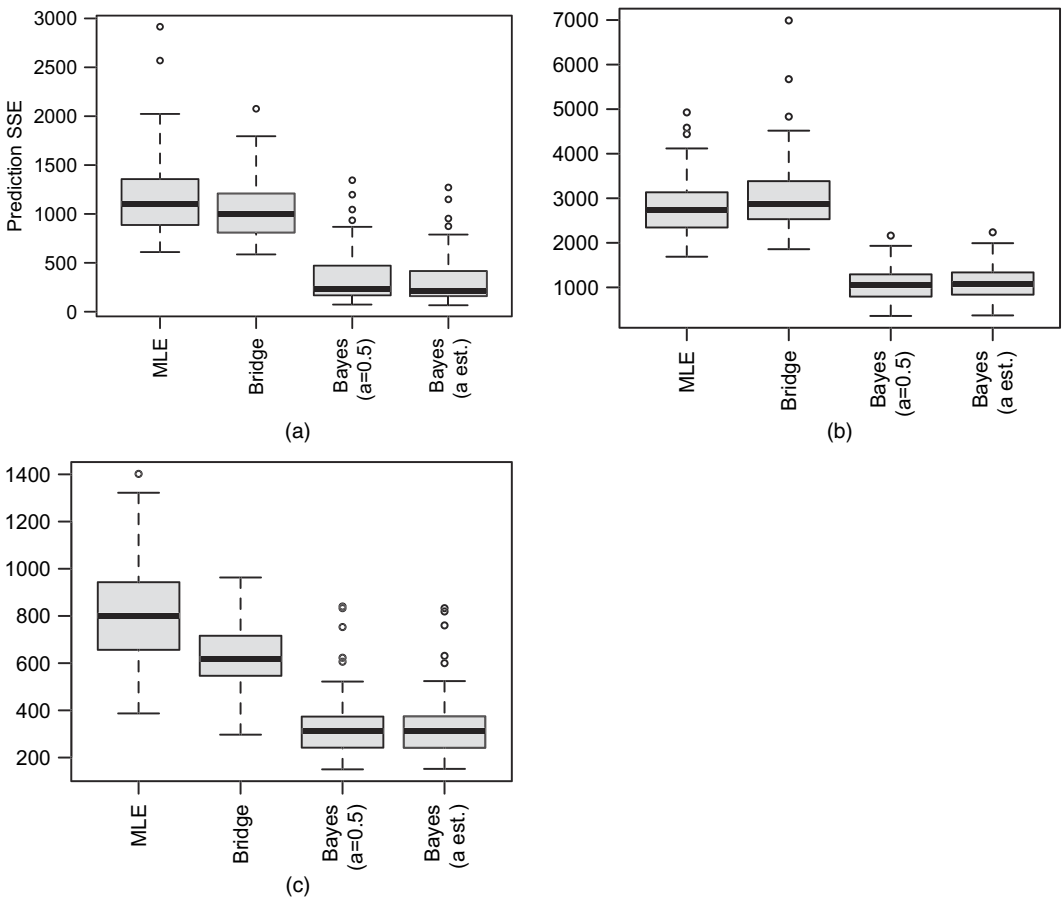 Prediction SSE
3000
2500
2000
1500
1000
500
0
MLE
Bridge
Bayes
(a=0.5)
Bayes
(a est.)
(a)
7000
6000
5000
4000
3000
2000
1000
MLE
Bridge
Bayes
(a=0.5)
Bayes
(a est.)
(b)
1400
1200
1000
800
600
400
200
MLE
Bridge
Bayes
(a=0.5)
Bayes
(a est.)
(c)